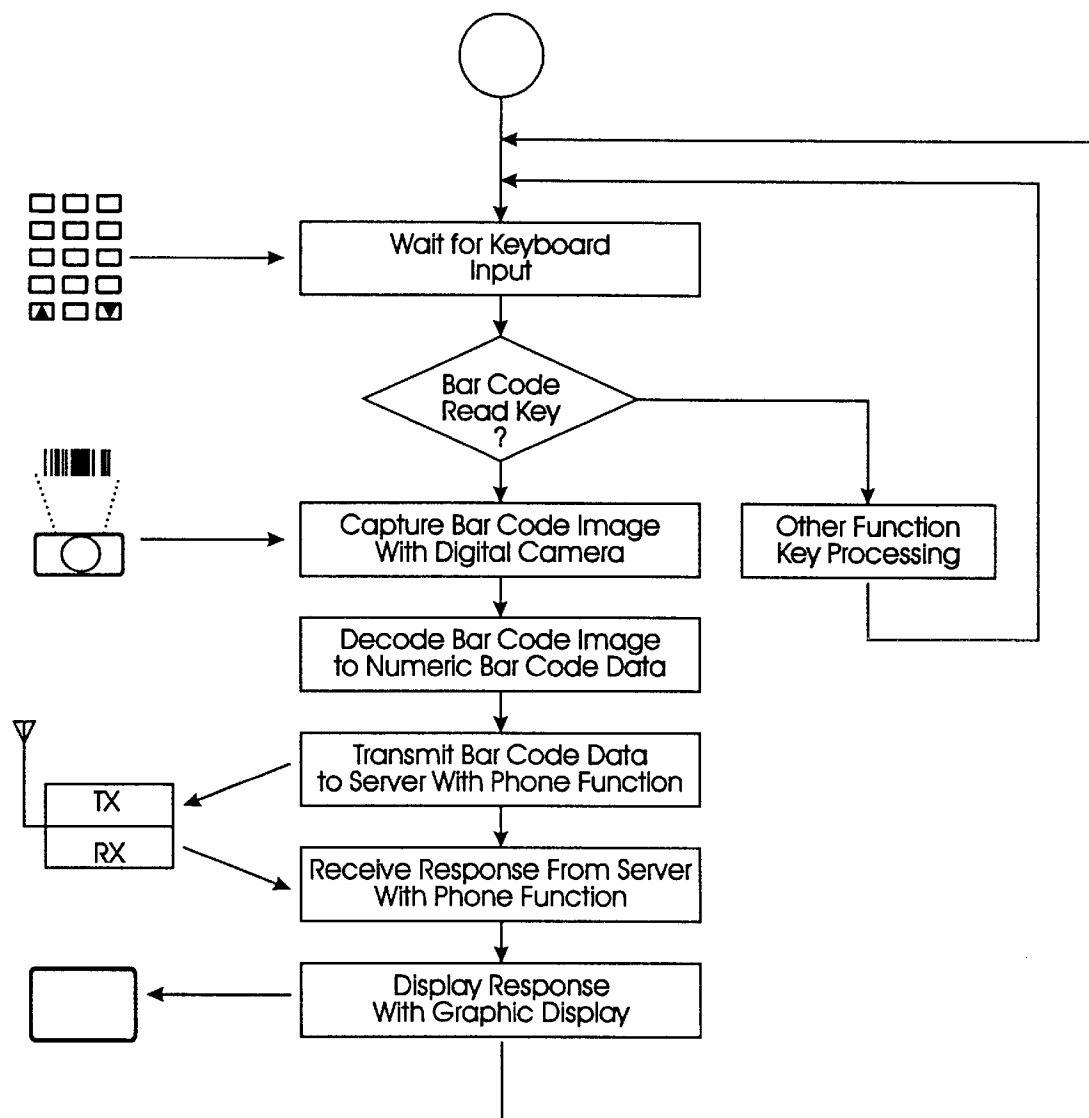 Wait for Keyboard
Input
Bar Code
Read Key
?
Capture Bar Code Image
With Digital Camera
Other Function
Key Processing
Decode Bar Code Image
to Numeric Bar Code Data
Transmit Bar Code Data
to Server With Phone Function
TX
RX
Receive Response From Server
With Phone Function
Display Response
With Graphic Display